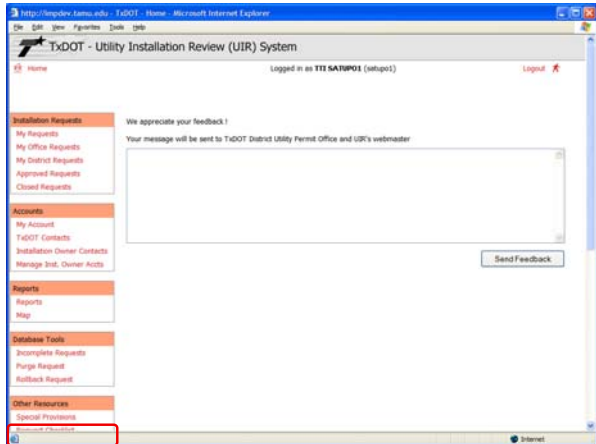 http://impdev.tamu.edu - TxDOT - Home - Microsoft Internet Explorer
File Edit View Favorites Tools Help
TxDOT - Utility Installation Review (UIR) System
Home Logged in as TTI SATUPO1 (satupo1) Logout
Installation Requests
My Requests
My Office Requests
My District Requests
Approved Requests
Closed Requests
We appreciate your feedback !
Your message will be sent to TxDOT District Utility Permit Office and UIR's webmaster
Send Feedback
Accounts
My Account
TxDOT Contacts
Installation Owner Contacts
Manage Inst. Owner Accts
Reports
Reports
Map
Database Tools
Incomplete Requests
Purge Request
Rollback Request
Other Resources
Special Provisions
Request Checklist
Internet